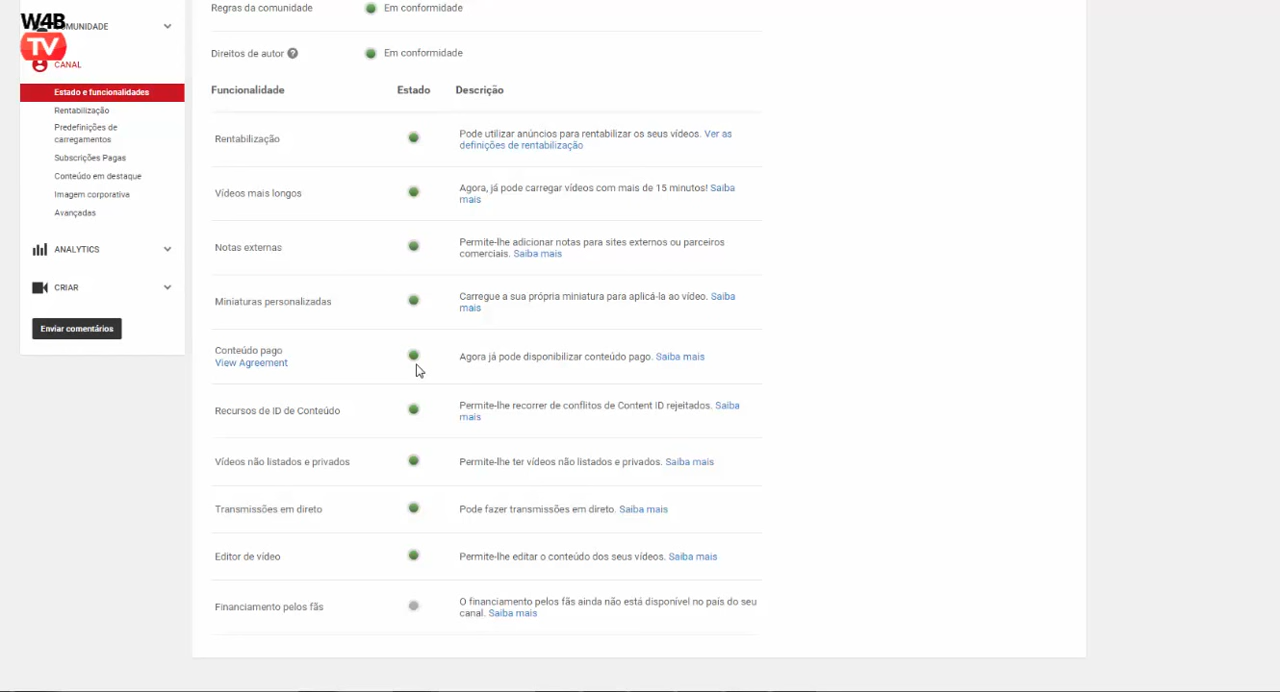 W4B
TV
COMUNIDADE
CANAL
Estado e funcionalidades
Rentabilização
Predefinições de
carregamentos
Subscrições Pagas
Conteúdo em destaque
Imagem corporativa
Avançadas
ANALYTICS
CRIAR
Enviar comentários
Regras da comunidade Em conformidade
Direitos de autor ? Em conformidade
Funcionalidade Estado Descrição
Rentabilização Pode utilizar anúncios para rentabilizar os seus vídeos. Ver as
definições de rentabilização
Vídeos mais longos Agora, já pode carregar vídeos com mais de 15 minutos! Saiba
mais
Notas externas Permite-lhe adicionar notas para sites externos ou parceiros
comerciais. Saiba mais
Miniaturas personalizadas Carregue a sua própria miniatura para aplicá-la ao vídeo. Saiba
mais
Conteúdo pago
View Agreement Agora já pode disponibilizar conteúdo pago. Saiba mais
Recursos de ID de Conteúdo Permite-lhe recorrer de conflitos de Content ID rejeitados. Saiba
mais
Vídeos não listados e privados Permite-lhe ter vídeos não listados e privados. Saiba mais
Transmissões em direto Pode fazer transmissões em direto. Saiba mais
Editor de vídeo Permite-lhe editar o conteúdo dos seus vídeos. Saiba mais
Financiamento pelos fãs O financiamento pelos fãs ainda não está disponível no país do seu
canal. Saiba mais